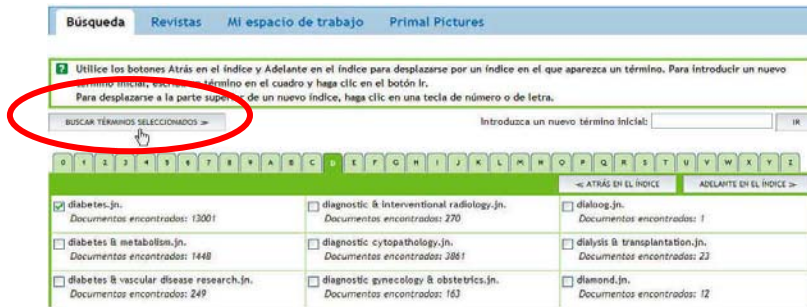 Búsqueda Revistas Mi espacio de trabajo Primal Pictures
? Utilice los botones Atrás en el índice y Adelante en el índice para desplazarse por un índice en el que aparezca un término. Para introducir un nuevo
término inicial, escriba término en el cuadro y haga clic en el botón Ir.
Para desplazarse a la parte superior de un nuevo índice, haga clic en una tecla de número o de letra.
BUSCAR TÉRMINOS SELECCIONADOS Introduzca un nuevo término inicial: IR
0 1 2 3 4 5 6 7 8 9 A B C D E F G H I J K L M N O P Q R S T U V W X Y Z
ATRÁS EN EL ÍNDICE ADELANTE EN EL ÍNDICE
diabetes.jn. diagnostic & interventional radiology.jn. dialoog.jn.
Documentos encontrados: 13001 Documentos encontrados: 270 Documentos encontrados: 1
diabetes & metabolism.jn. diagnostic cytopathology.jn. dialysis & transplantation.jn.
Documentos encontrados: 1448 Documentos encontrados: 3861 Documentos encontrados: 23
diabetes & vascular disease research.jn. diagnostic gynecology & obstetrics.jn. diamond.jn.
Documentos encontrados: 249 Documentos encontrados: 163 Documentos encontrados: 12